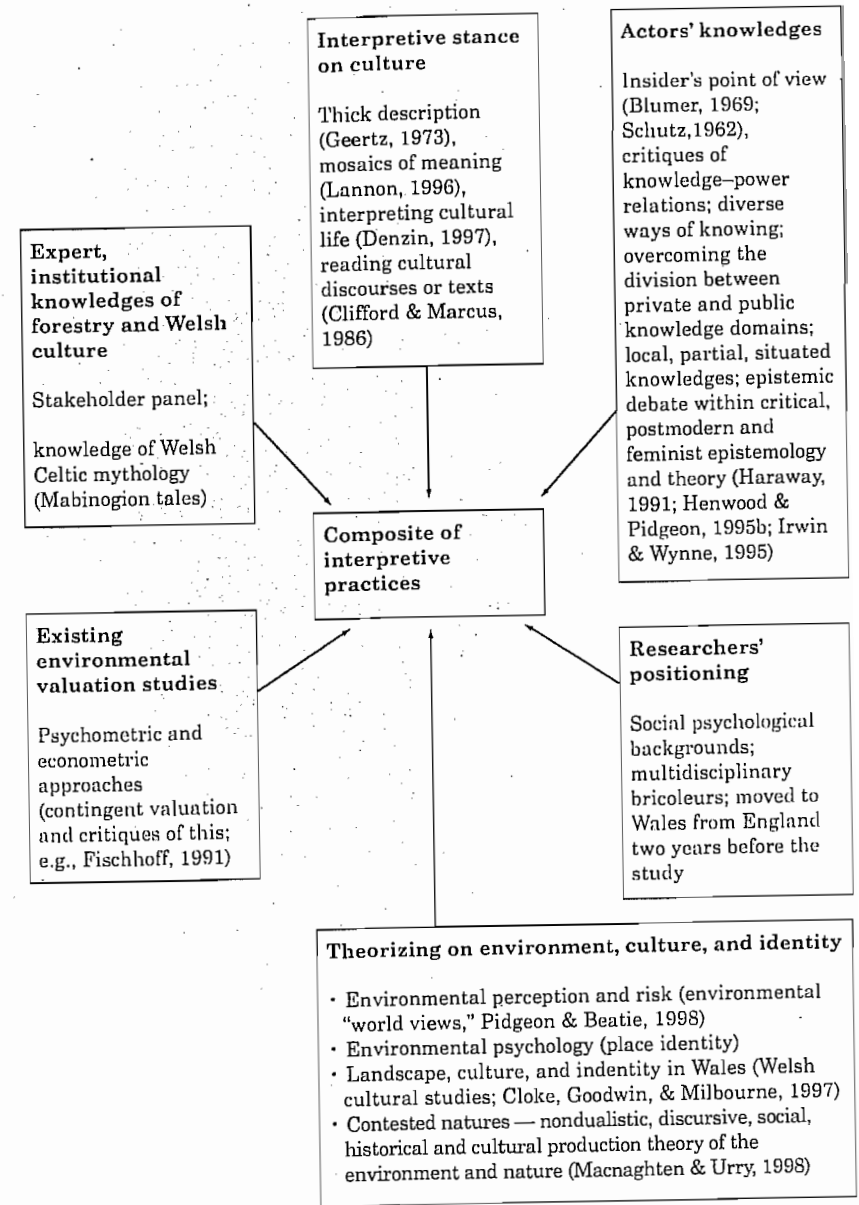 Interpretive stance
on culture
Thick description
(Geertz, 1973),
mosaics of meaning
(Lannon, 1996),
interpreting cultural
life (Denzin, 1997),
reading cultural
discourses or texts
(Clifford & Marcus,
1986)
Actors' knowledges
Insider's point of view
(Blumer, 1969;
Schutz,1962),
critiques of
knowledge–power
relations; diverse
ways of knowing;
overcoming the
division between
private and public
knowledge domains;
local, partial, situated
knowledges; epistemic
debate within critical,
postmodern and
feminist epistemology
and theory (Haraway,
1991; Henwood &
Pidgeon, 1995b; Irwin
& Wynne, 1995)
Expert,
institutional
knowledges of
forestry and Welsh
culture
Stakeholder panel;
knowledge of Welsh
Celtic mythology
(Mabinogion tales)
Composite of
interpretive
practices
Existing
environmental
valuation studies
Psychometric and
econometric
approaches
(contingent valuation
and critiques of this;
e.g., Fischhoff, 1991)
Researchers'
positioning
Social psychological
backgrounds;
multidisciplinary
bricoleurs; moved to
Wales from England
two years before the
study
Theorizing on environment, culture, and identity
· Environmental perception and risk (environmental
"world views," Pidgeon & Beatie, 1998)
· Environmental psychology (place identity)
· Landscape, culture, and indentity in Wales (Welsh
cultural studies; Cloke, Goodwin, & Milbourne, 1997)
· Contested natures — nondualistic, discursive, social,
historical and cultural production theory of the
environment and nature (Macnaghten & Urry, 1998)